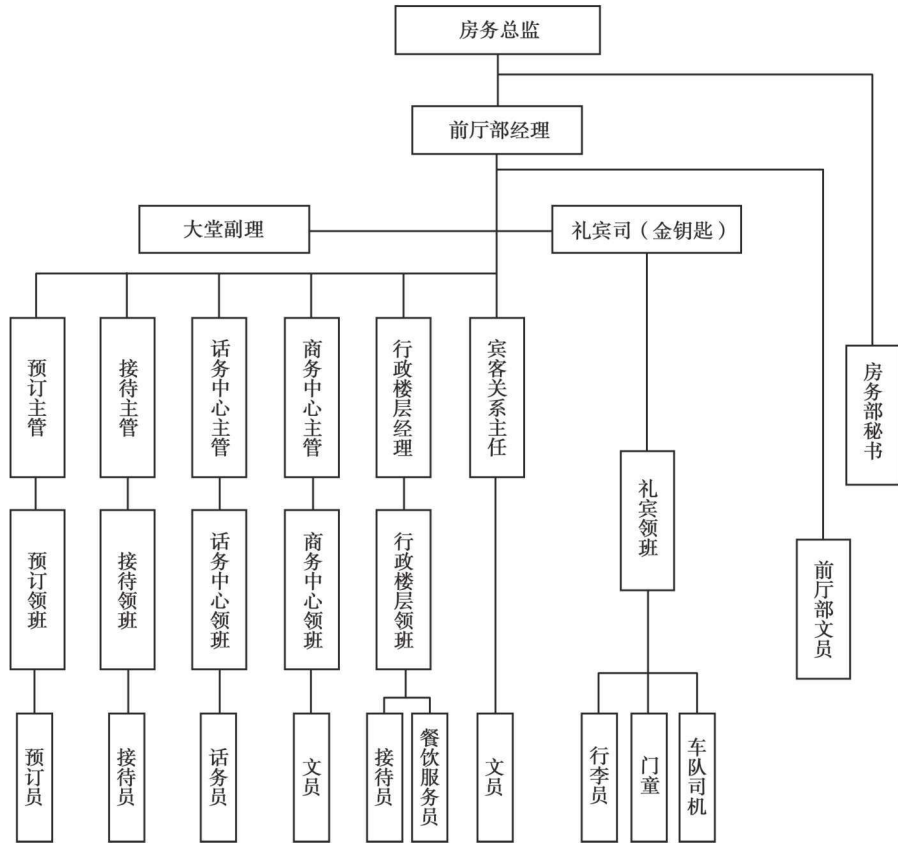 房务总监
前厅部经理
大堂副理
礼宾司（金钥匙）
预订主管
接待主管
话务中心主管
商务中心主管
行政楼层经理
宾客关系主任
房务部秘书
礼宾领班
预订领班
接待领班
话务中心领班
商务中心领班
行政楼层领班
前厅部文员
预订员
接待员
话务员
文员
接待员
餐饮服务员
文员
行李员
门童
车队司机